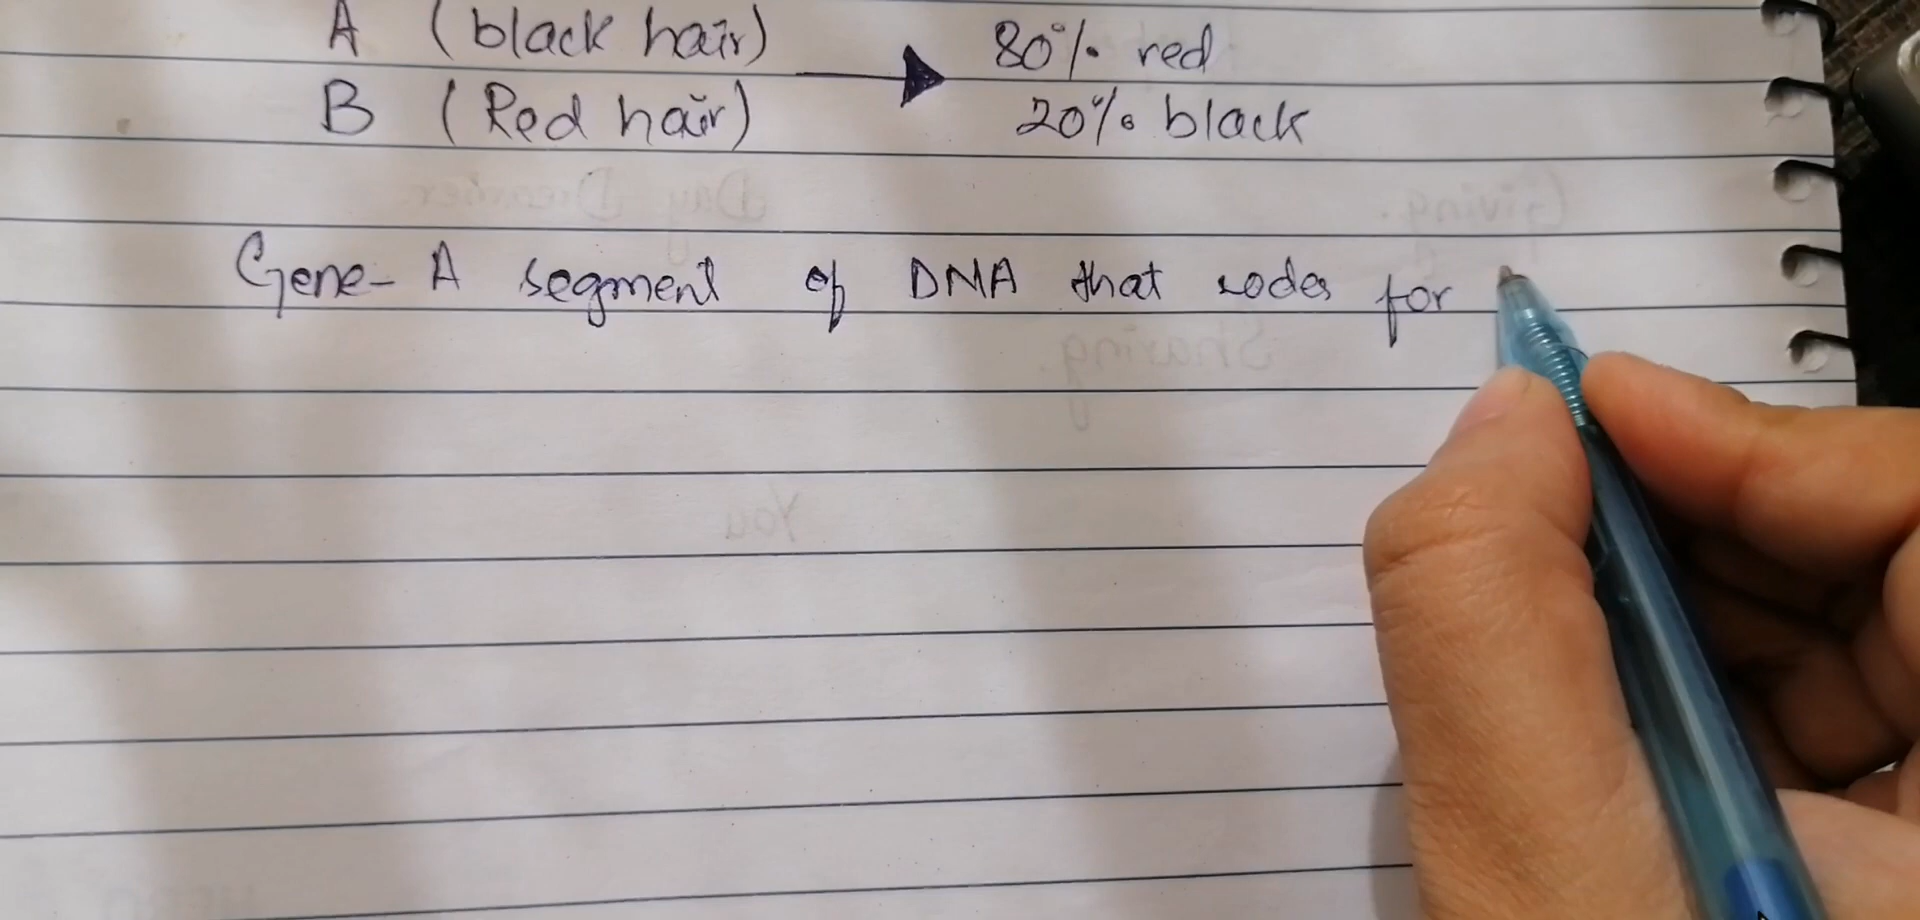 A (black hair) 80% red
B (Red hair) 20% black
Gene- A segment of DNA that codes for